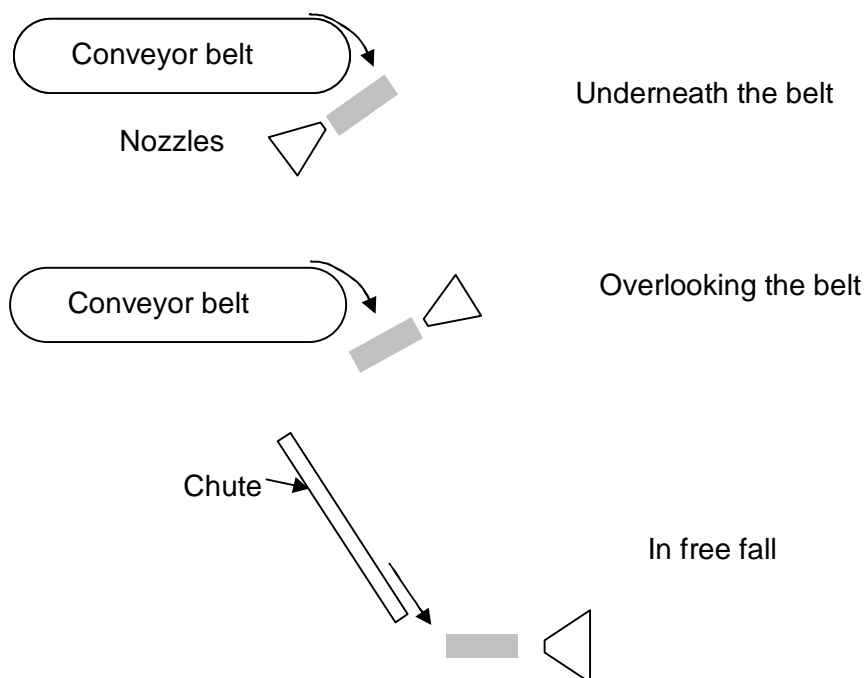 Conveyor belt
Underneath the belt
Nozzles
Overlooking the belt
Conveyor belt
Chute
In free fall